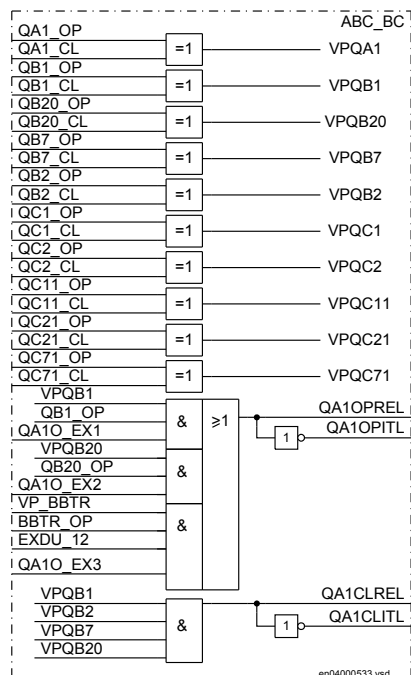 ABC_BC
QA1_OP
QA1_CL =1 VPQA1
QB1_OP
QB1_CL =1 VPQB1
QB20_OP
QB20_CL =1 VPQB20
QB7_OP
QB7_CL =1 VPQB7
QB2_OP
QB2_CL =1 VPQB2
QC1_OP
QC1_CL =1 VPQC1
QC2_OP
QC2_CL =1 VPQC2
QC11_OP
QC11_CL =1 VPQC11
QC21_OP
QC21_CL =1 VPQC21
QC71_OP
QC71_CL =1 VPQC71
VPQB1
QB1_OP & ≥1 QA1OPREL
QA1O_EX1 1 QA1OPITL
VPQB20
QB20_OP &
QA1O_EX2
VP_BBTR
BBTR_OP &
EXDU_12
QA1O_EX3
VPQB1 QA1CLREL
VPQB2 & 1 QA1CLITL
VPQB7
VPQB20
en04000533.vsd